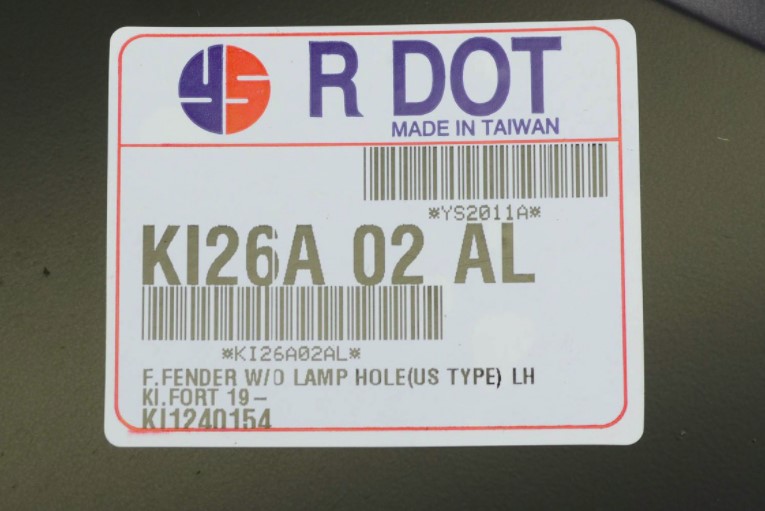 YS R DOT
MADE IN TAIWAN
*YS2011A*
KI26A 02 AL
*KI26A02AL*
F.FENDER W/O LAMP HOLE(US TYPE) LH
KI.FORT 19-
KI1240154